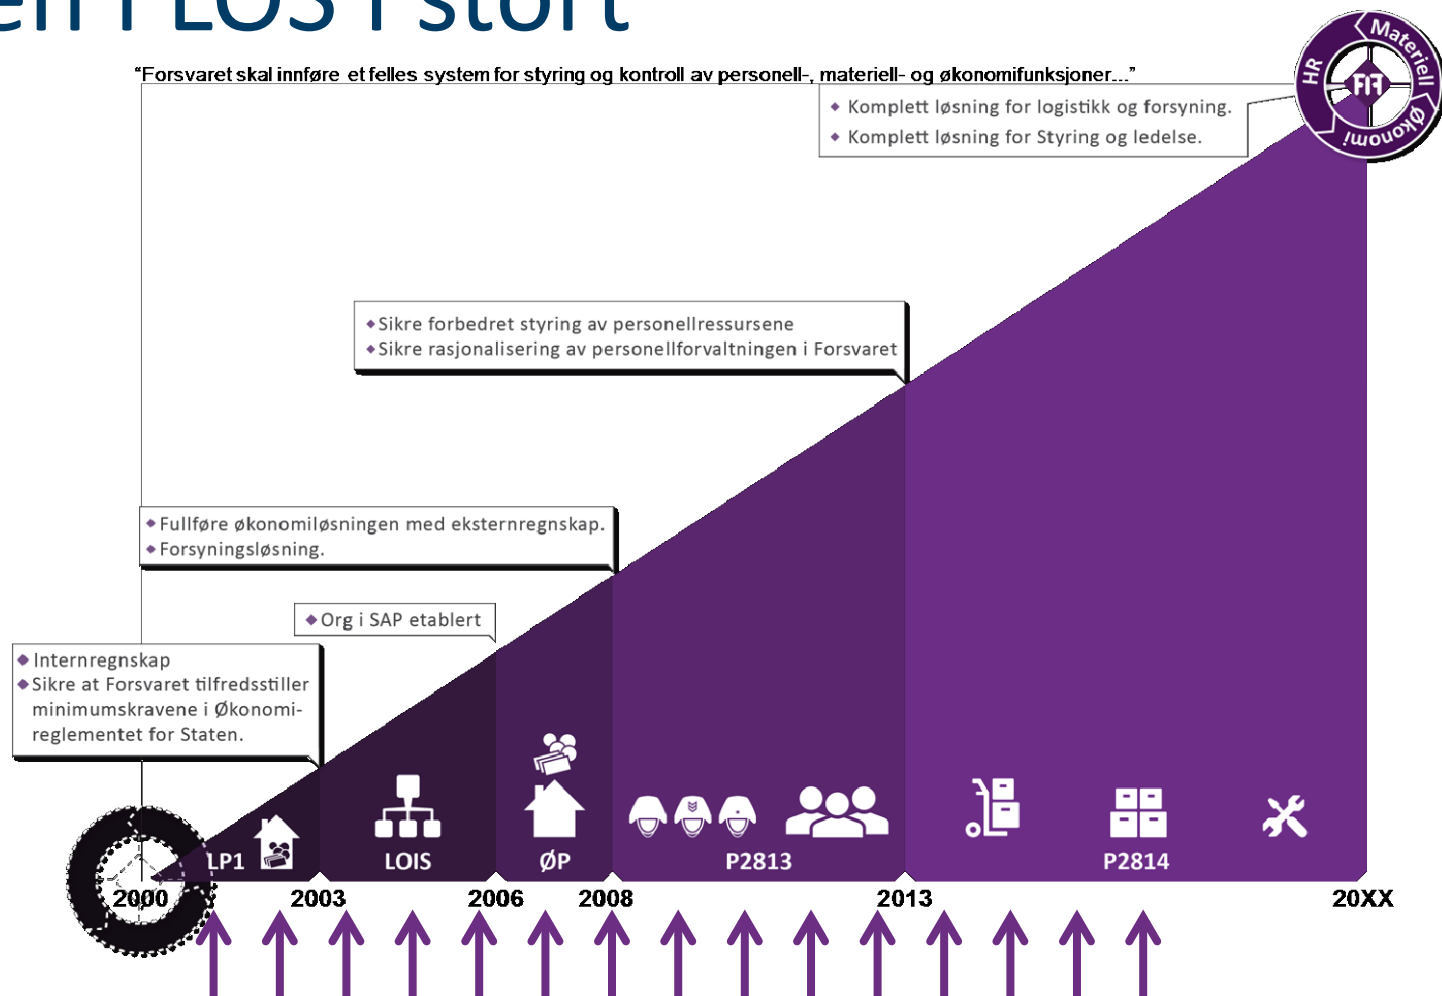 en i LOS i stort
“Forsvaret skal innføre et felles system for styring og kontroll av personell-, materiell- og økonomifunksjoner...”
HR
Materiell
Økonomi
FIF
Komplett løsning for logistikk og forsyning.
Komplett løsning for Styring og ledelse.
Sikre forbedret styring av personellressursene
Sikre rasjonalisering av personellforvaltningen i Forsvaret
Fullføre økonomiløsningen med eksternregnskap.
Forsyningsløsning.
Org i SAP etablert
Internregnskap
Sikre at Forsvaret tilfredsstiller
minimumskravene i Økonomi-
reglementet for Staten.
LP1
LOIS
ØP
P2813
P2814
2000
2003
2006
2008
2013
20XX